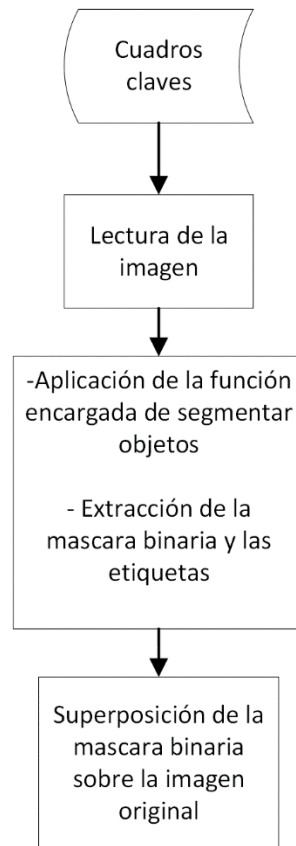 Cuadros
claves
Lectura de la
imagen
-Aplicación de la función
encargada de segmentar
objetos
- Extracción de la
mascara binaria y las
etiquetas
Superposición de la
mascara binaria
sobre la imagen
original